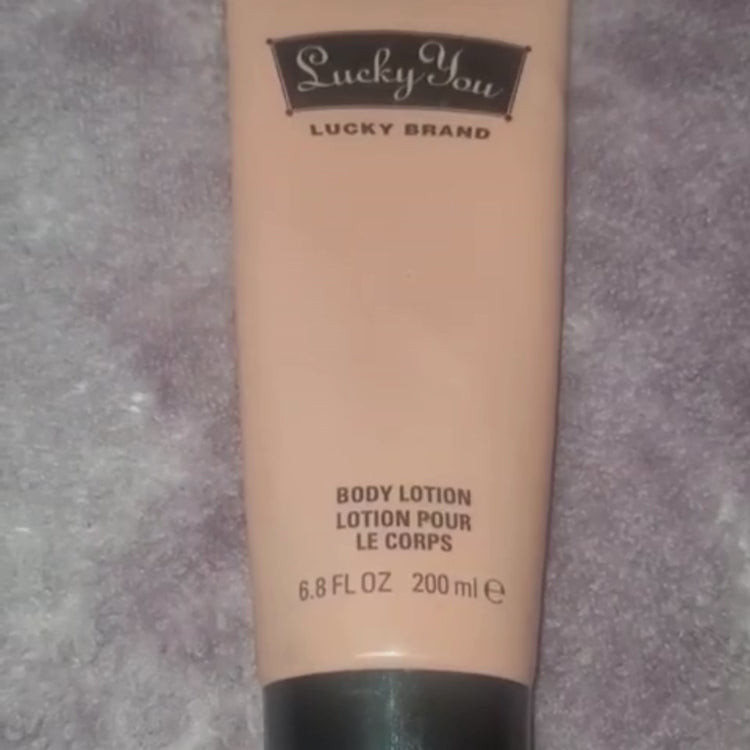 Lucky You
LUCKY BRAND
BODY LOTION
LOTION POUR
LE CORPS
6.8 FL OZ 200 ml ℮